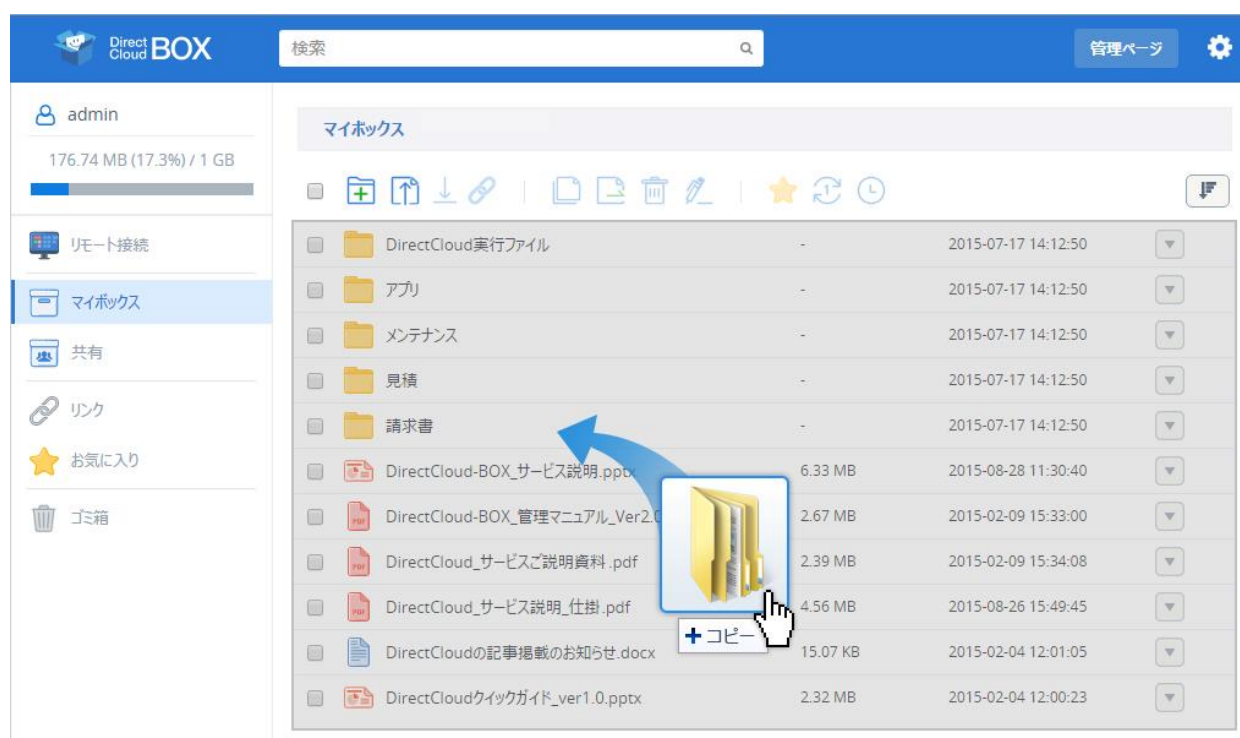 Direct Cloud BOX
検索
管理ページ
admin
176.74 MB (17.3%) / 1 GB
リモート接続
マイボックス
共有
リンク
お気に入り
ゴミ箱
マイボックス
DirectCloud実行ファイル - 2015-07-17 14:12:50
アプリ - 2015-07-17 14:12:50
メンテナンス - 2015-07-17 14:12:50
見積 - 2015-07-17 14:12:50
請求書 - 2015-07-17 14:12:50
DirectCloud-BOX_サービス説明.pptx 6.33 MB 2015-08-28 11:30:40
DirectCloud-BOX_管理マニュアル_Ver2.0 2.67 MB 2015-02-09 15:33:00
DirectCloud_サービスご説明資料.pdf 2.39 MB 2015-02-09 15:34:08
DirectCloud_サービス説明_仕掛.pdf 4.56 MB 2015-08-26 15:49:45
コピー
DirectCloudの記事掲載のお知らせ.docx 15.07 KB 2015-02-04 12:01:05
DirectCloudクイックガイド_ver1.0.pptx 2.32 MB 2015-02-04 12:00:23